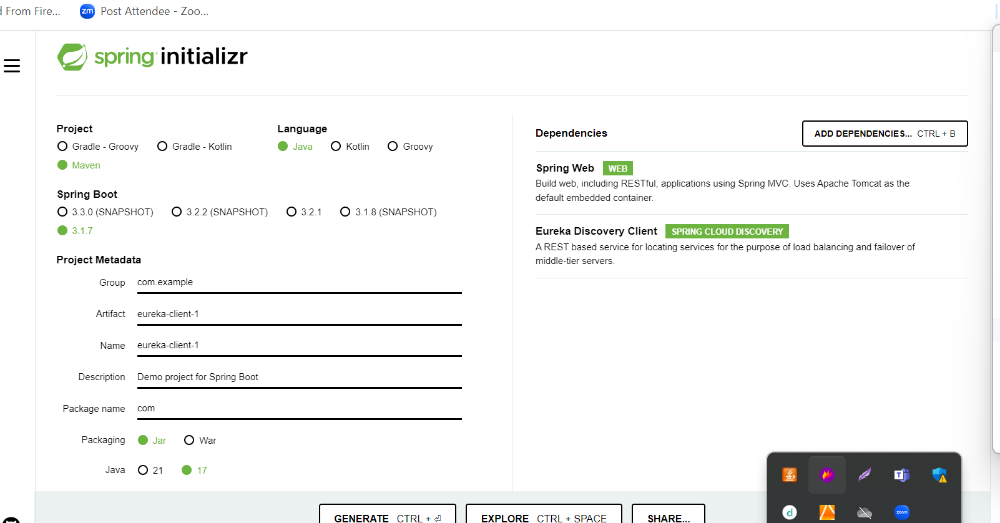 d From Fire...
zm Post Attendee - Zoo...
spring initializr
Project
Gradle - Groovy Gradle - Kotlin
Maven
Language
Java Kotlin Groovy
Spring Boot
3.3.0 (SNAPSHOT) 3.2.2 (SNAPSHOT) 3.2.1 3.1.8 (SNAPSHOT)
3.1.7
Project Metadata
Group com.example
Artifact eureka-client-1
Name eureka-client-1
Description Demo project for Spring Boot
Package name com
Packaging Jar War
Java 21 17
Dependencies
ADD DEPENDENCIES... CTRL + B
Spring Web WEB
Build web, including RESTful, applications using Spring MVC. Uses Apache Tomcat as the
default embedded container.
Eureka Discovery Client SPRING CLOUD DISCOVERY
A REST based service for locating services for the purpose of load balancing and failover of
middle-tier servers.
GENERATE CTRL + ⏎
EXPLORE CTRL + SPACE
SHARE...
T
d
zoom